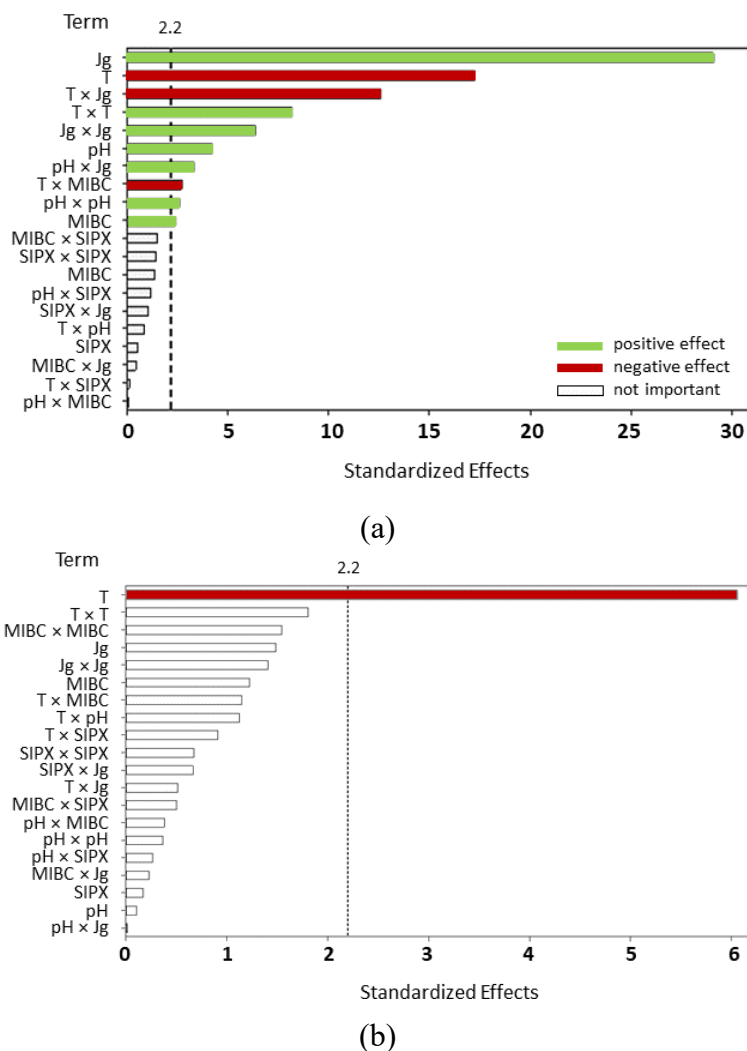 Term
2.2
Jg
T
T × Jg
T × T
Jg × Jg
pH
pH × Jg
T × MIBC
pH × pH
MIBC
MIBC × SIPX
SIPX × SIPX
MIBC
pH × SIPX
SIPX × Jg
T × pH
SIPX
MIBC × Jg
T × SIPX
pH × MIBC
positive effect
negative effect
not important
0 5 10 15 20 25 30
Standardized Effects
(a)
Term
2.2
T
T × T
MIBC × MIBC
Jg
Jg × Jg
MIBC
T × MIBC
T × pH
T × SIPX
SIPX × SIPX
SIPX × Jg
T × Jg
MIBC × SIPX
pH × MIBC
pH × pH
pH × SIPX
MIBC × Jg
SIPX
pH
pH × Jg
0 1 2 3 4 5 6
Standardized Effects
(b)